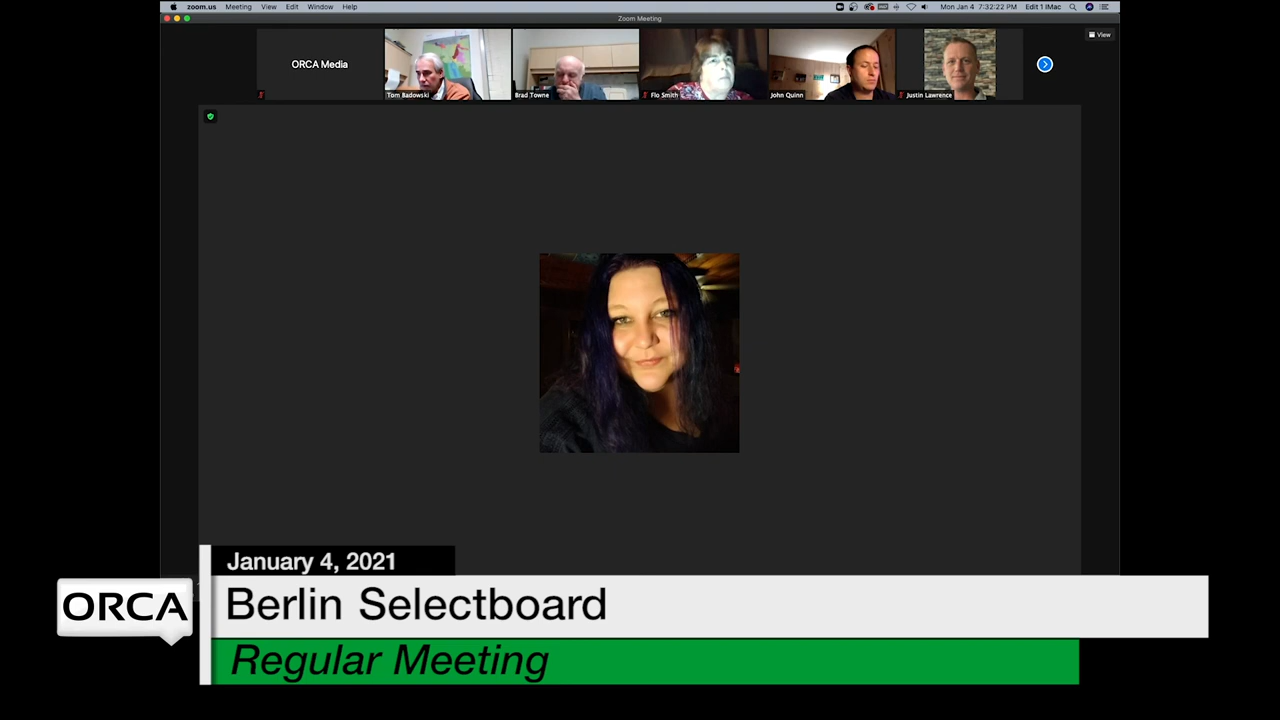 zoom.us Meeting View Edit Window Help Mon Jan 4 7:32:22 PM Edit 1 iMac
Zoom Meeting
View
ORCA Media
Tom Badowski
Brad Towne
Flo Smith
John Quinn
Justin Lawrence
January 4, 2021
ORCA
Berlin Selectboard
Regular Meeting